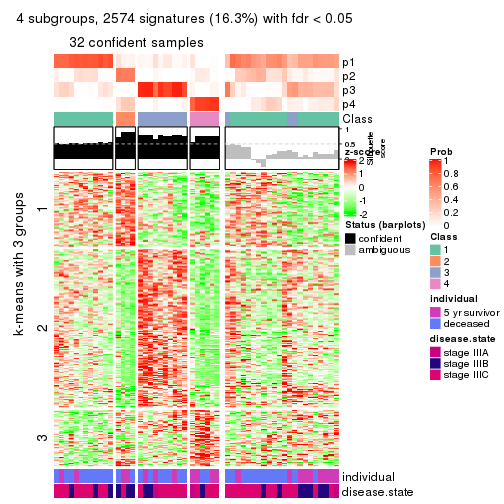 4 subgroups, 2574 signatures (16.3%) with fdr < 0.05
32 confident samples
p1
p2
p3
p4
Class
1
0.5
0
Silhouette
score
z-score
2
1
0
-1
-2
k-means with 3 groups
1
2
3
Status (barplots)
confident
ambiguous
Prob
1
0.8
0.6
0.4
0.2
0
Class
1
2
3
4
individual
5 yr survivor
deceased
disease.state
stage IIIA
stage IIIB
stage IIIC
individual
disease.state